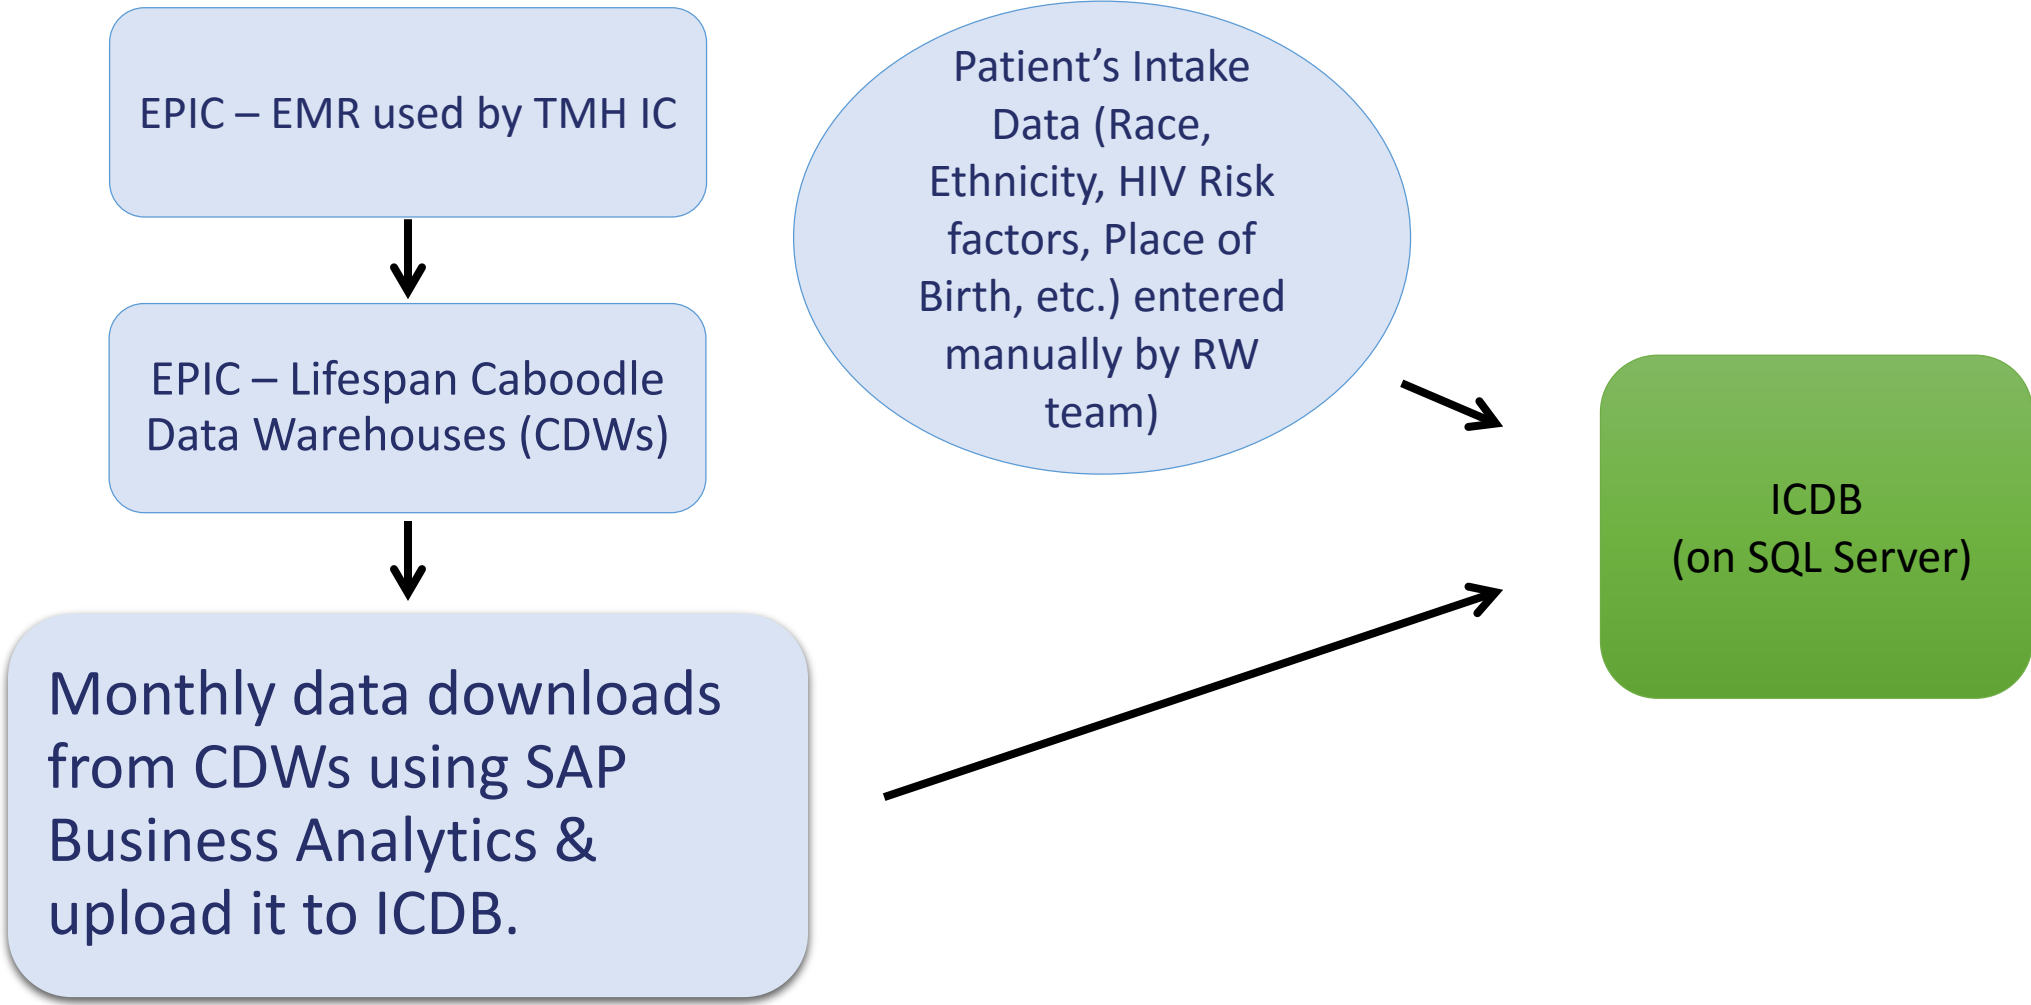 EPIC – EMR used by TMH IC
EPIC – Lifespan Caboodle
Data Warehouses (CDWs)
Monthly data downloads
from CDWs using SAP
Business Analytics &
upload it to ICDB.
Patient’s Intake
Data (Race,
Ethnicity, HIV Risk
factors, Place of
Birth, etc.) entered
manually by RW
team)
ICDB
(on SQL Server)